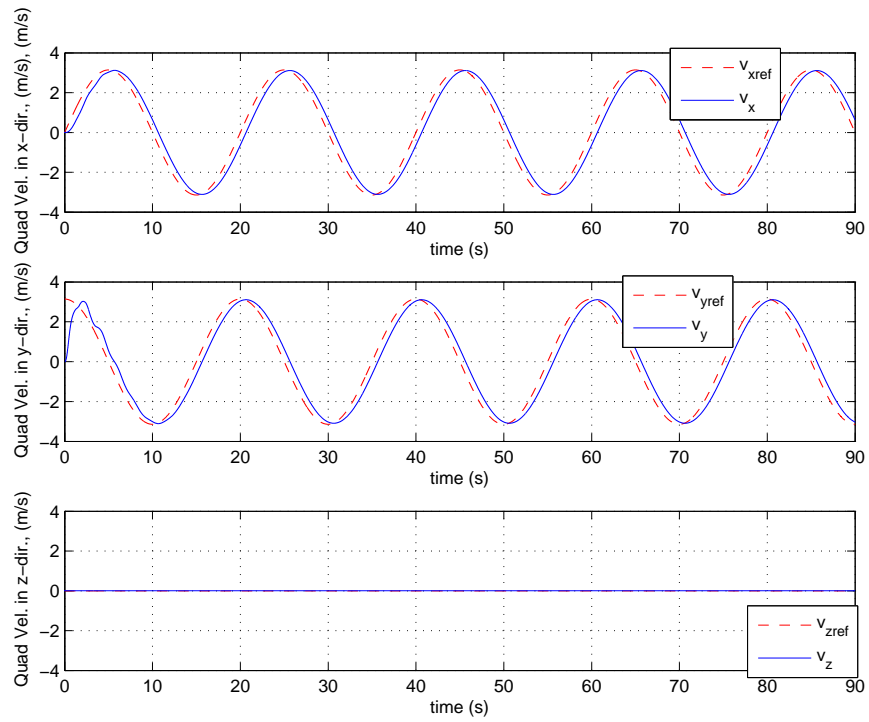 Quad Vel. in x−dir., (m/s), (m/s)
4
2
0
−2
−4
0 10 20 30 40 50 60 70 80 90
time (s)
v_xref
v_x
Quad Vel. in y−dir., (m/s)
4
2
0
−2
−4
0 10 20 30 40 50 60 70 80 90
time (s)
v_yref
v_y
Quad Vel. in z−dir., (m/s)
4
2
0
−2
−4
0 10 20 30 40 50 60 70 80 90
time (s)
v_zref
v_z